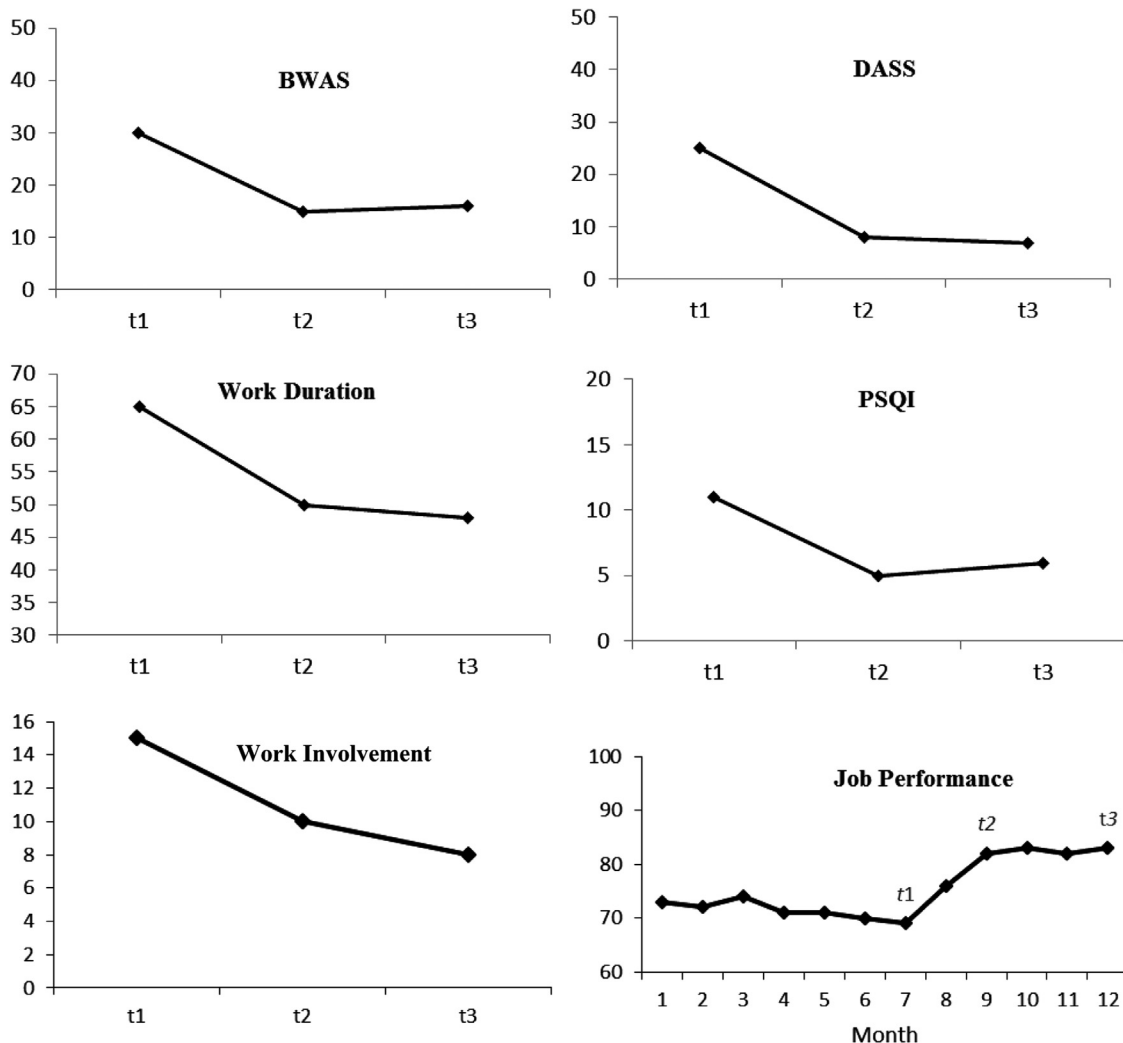 BWAS
50
40
30
20
10
0
t1 t2 t3
DASS
50
40
30
20
10
0
t1 t2 t3
Work Duration
70
65
60
55
50
45
40
35
30
t1 t2 t3
PSQI
20
15
10
5
0
t1 t2 t3
Work Involvement
16
14
12
10
8
6
4
2
0
t1 t2 t3
Job Performance
100
90
80
70
60
t1
t2
t3
1 2 3 4 5 6 7 8 9 10 11 12
Month